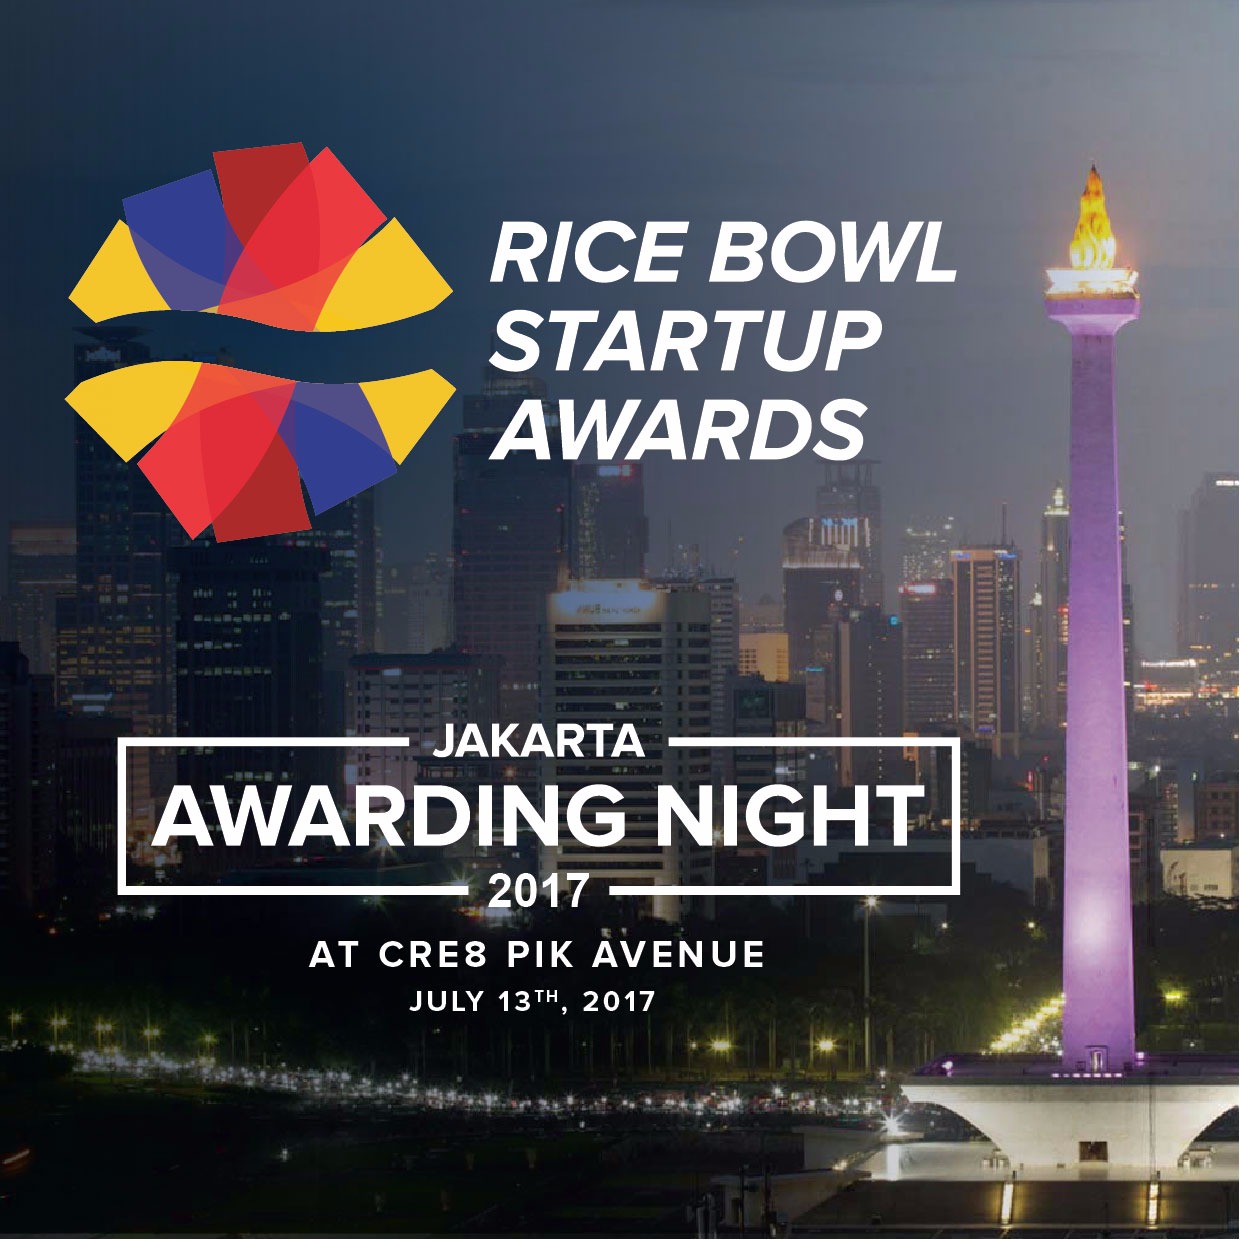 RICE BOWL
STARTUP
AWARDS
JAKARTA
AWARDING NIGHT
2017
AT CRE8 PIK AVENUE
JULY 13TH, 2017